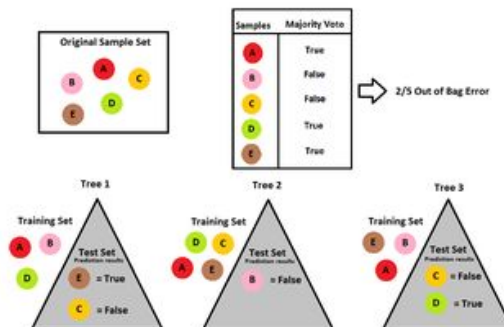 Original Sample Set
A
B
C
D
E
Samples Majority Vote
A True
B False
C False
D True
E True
2/5 Out of Bag Error
Tree 1
Training Set
A
B
D
Test Set
Prediction results
E = True
C = False
Tree 2
Training Set
D
C
A
E
Test Set
Prediction results
B = False
Tree 3
Training Set
E
B
A
Test Set
Prediction results
C = False
D = True